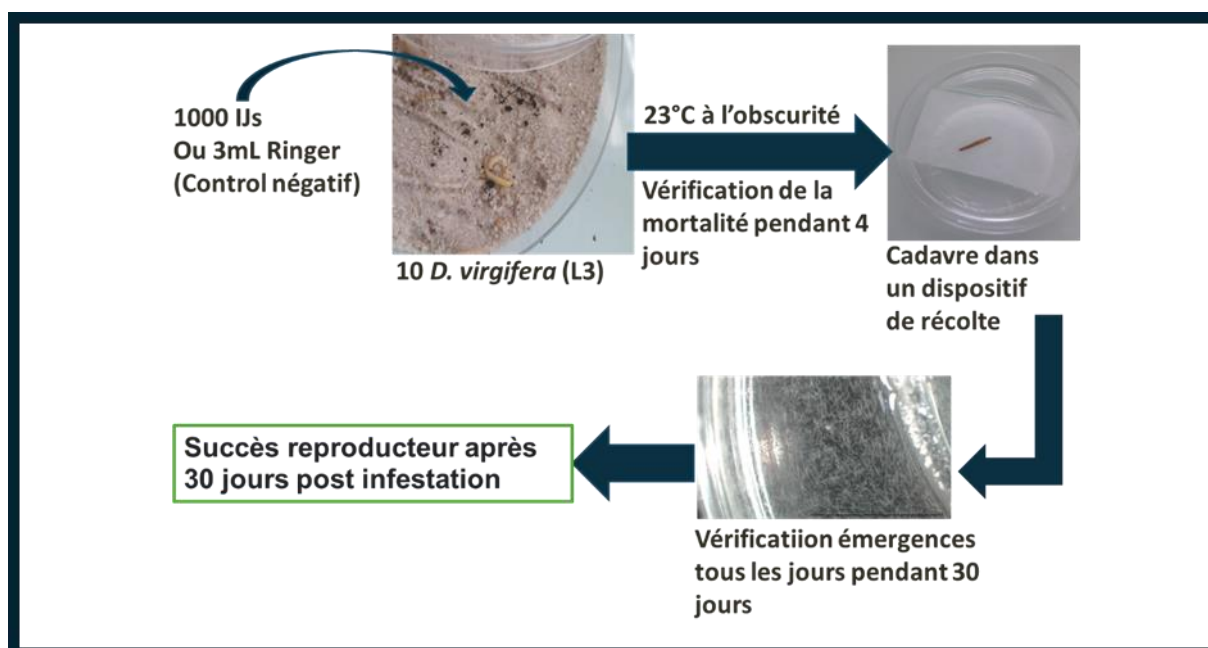 1000 IJs
Ou 3mL Ringer
(Control négatif)
10 D. virgifera (L3)
23°C à l’obscurité
Vérification de la
mortalité pendant 4
jours
Cadavre dans
un dispositif
de récolte
Vérificatiion émergences
tous les jours pendant 30
jours
Succès reproducteur après
30 jours post infestation